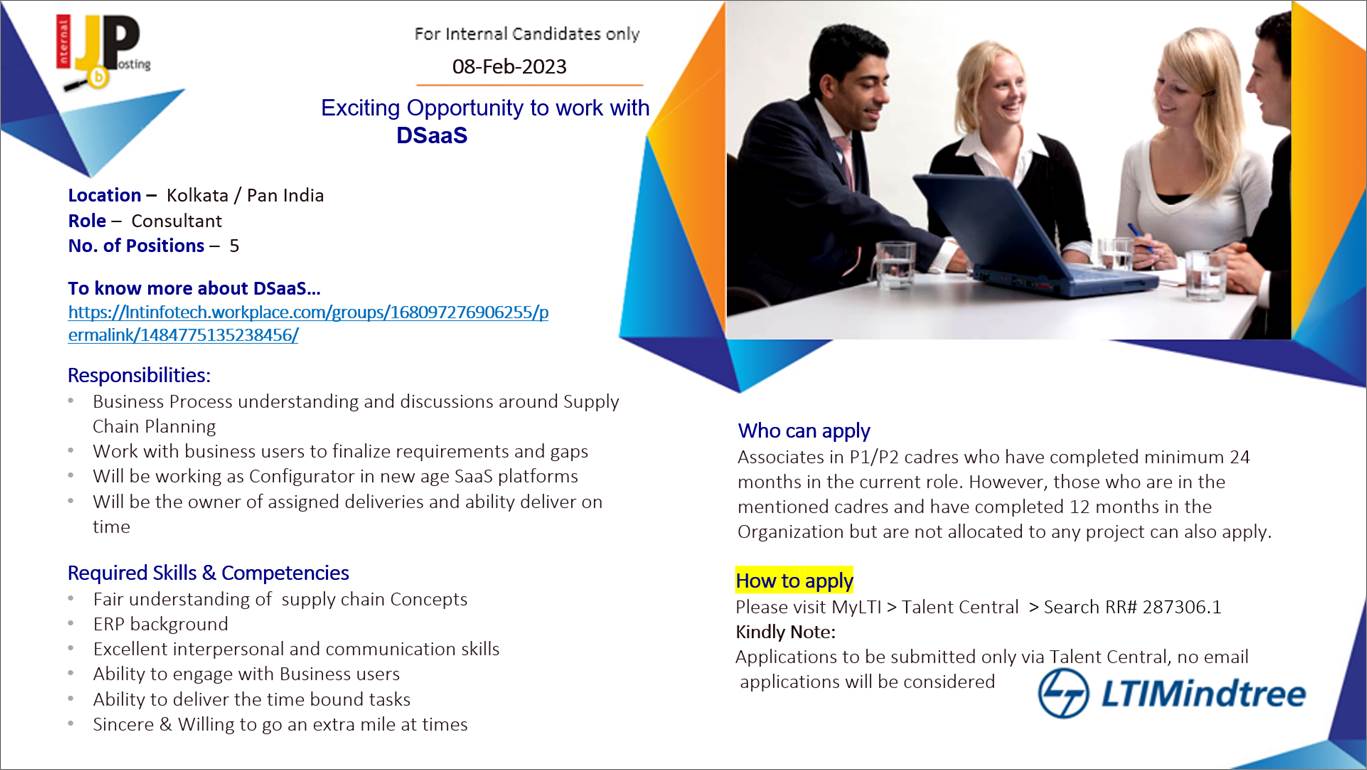 Internal
IJP
Posting
b
For Internal Candidates only
08-Feb-2023
Exciting Opportunity to work with
DSaaS
Location – Kolkata / Pan India
Role – Consultant
No. of Positions – 5
To know more about DSaaS…
https://lntinfotech.workplace.com/groups/168097276906255/p
ermalink/1484775135238456/
Responsibilities:
• Business Process understanding and discussions around Supply
Chain Planning
• Work with business users to finalize requirements and gaps
• Will be working as Configurator in new age SaaS platforms
• Will be the owner of assigned deliveries and ability deliver on
time
Required Skills & Competencies
• Fair understanding of  supply chain Concepts
• ERP background
• Excellent interpersonal and communication skills
• Ability to engage with Business users
• Ability to deliver the time bound tasks
• Sincere & Willing to go an extra mile at times
Who can apply
Associates in P1/P2 cadres who have completed minimum 24
months in the current role. However, those who are in the
mentioned cadres and have completed 12 months in the
Organization but are not allocated to any project can also apply.
How to apply
Please visit MyLTI > Talent Central  > Search RR# 287306.1
Kindly Note:
Applications to be submitted only via Talent Central, no email
applications will be considered
LTIMindtree